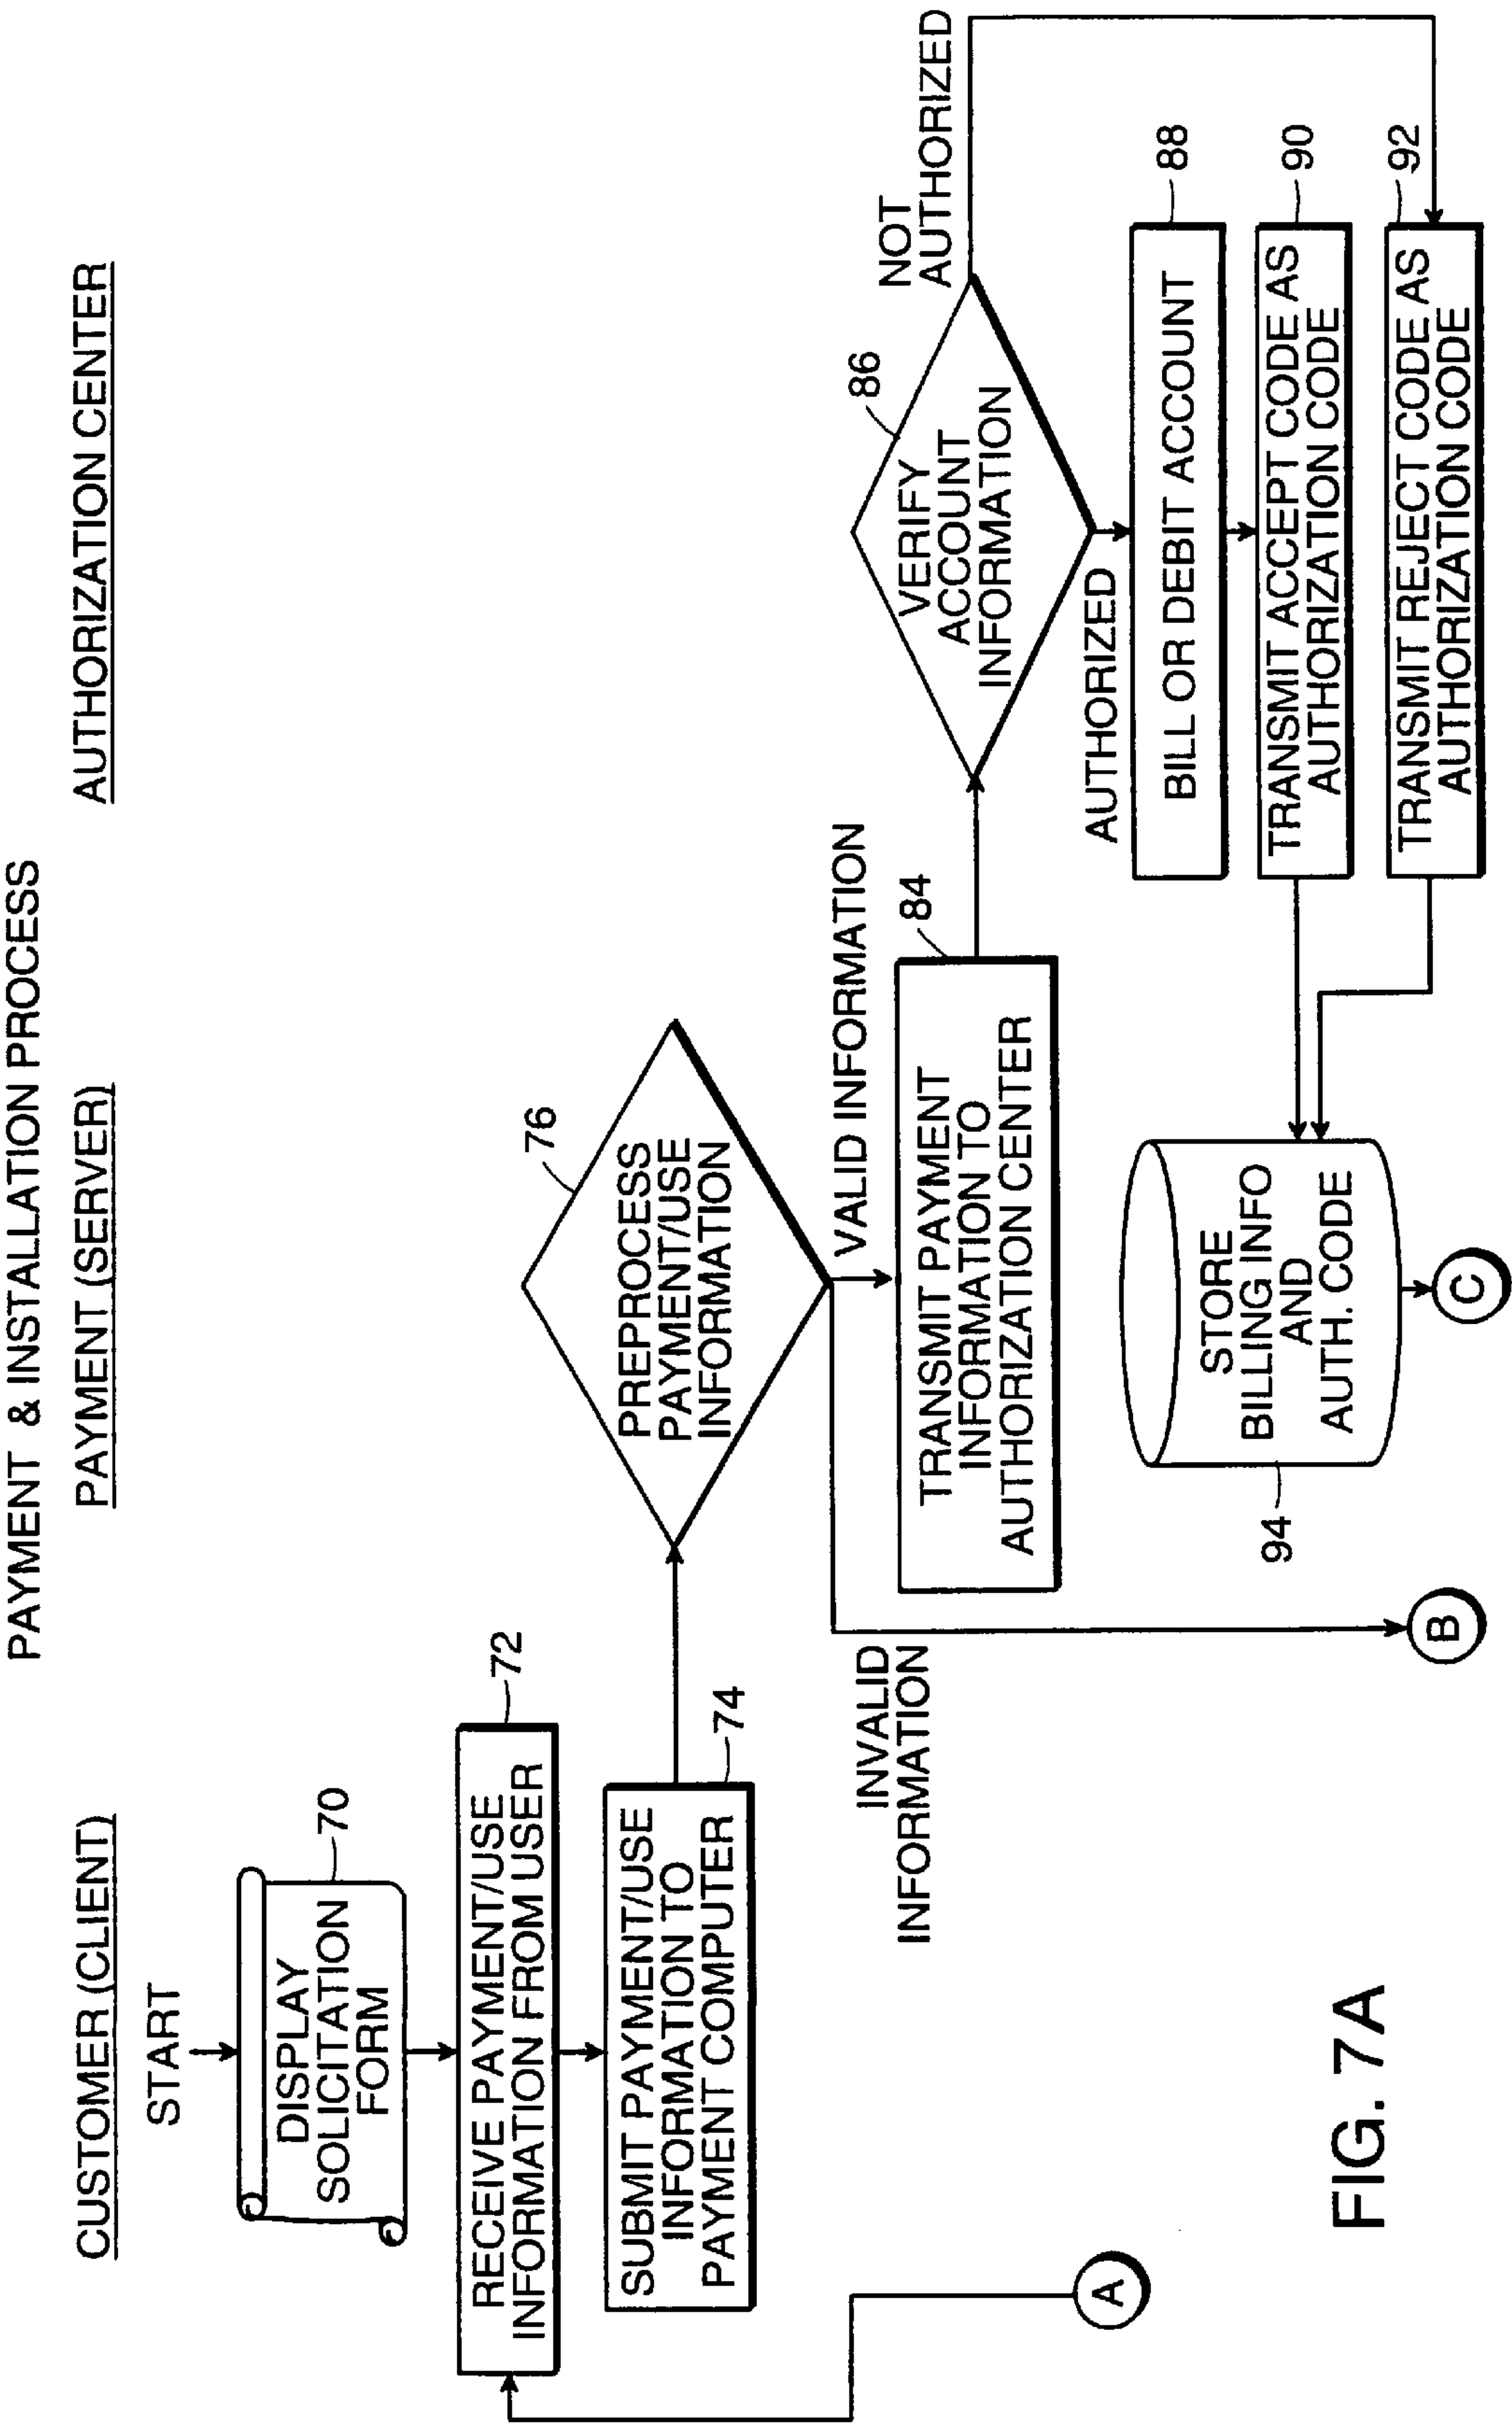 PAYMENT & INSTALLATION PROCESS
CUSTOMER (CLIENT)
PAYMENT (SERVER)
AUTHORIZATION CENTER
START
DISPLAY
SOLICITATION
FORM
70
RECEIVE PAYMENT/USE
INFORMATION FROM USER
72
SUBMIT PAYMENT/USE
INFORMATION TO
PAYMENT COMPUTER
74
A
PREPROCESS
PAYMENT/USE
INFORMATION
76
INVALID
INFORMATION
VALID INFORMATION
B
TRANSMIT PAYMENT
INFORMATION TO
AUTHORIZATION CENTER
84
VERIFY
ACCOUNT
INFORMATION
86
NOT
AUTHORIZED
AUTHORIZED
BILL OR DEBIT ACCOUNT
88
TRANSMIT ACCEPT CODE AS
AUTHORIZATION CODE
90
TRANSMIT REJECT CODE AS
AUTHORIZATION CODE
92
STORE
BILLING INFO
AND
AUTH. CODE
94
C
FIG. 7A